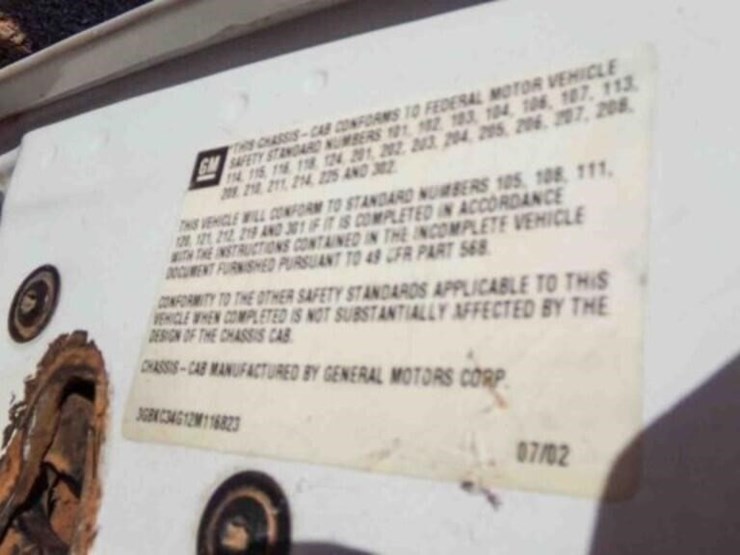 GM
THIS CHASSIS-CAB CONFORMS TO FEDERAL MOTOR VEHICLE
SAFETY STANDARD NUMBERS 101, 102, 103, 104, 106, 107, 113,
114, 115, 116, 118, 124, 201, 202, 203, 204, 205, 206, 207, 208,
209, 210, 211, 214, 225 AND 302.
THIS VEHICLE WILL CONFORM TO STANDARD NUMBERS 105, 108, 111,
120, 121, 212, 219 AND 301 IF IT IS COMPLETED IN ACCORDANCE
WITH THE INSTRUCTIONS CONTAINED IN THE INCOMPLETE VEHICLE
DOCUMENT FURNISHED PURSUANT TO 49 CFR PART 568.
CONFORMITY TO THE OTHER SAFETY STANDARDS APPLICABLE TO THIS
VEHICLE WHEN COMPLETED IS NOT SUBSTANTIALLY AFFECTED BY THE
DESIGN OF THE CHASSIS CAB.
CHASSIS-CAB MANUFACTURED BY GENERAL MOTORS CORP.
3GBKC34G12M116823
07/02